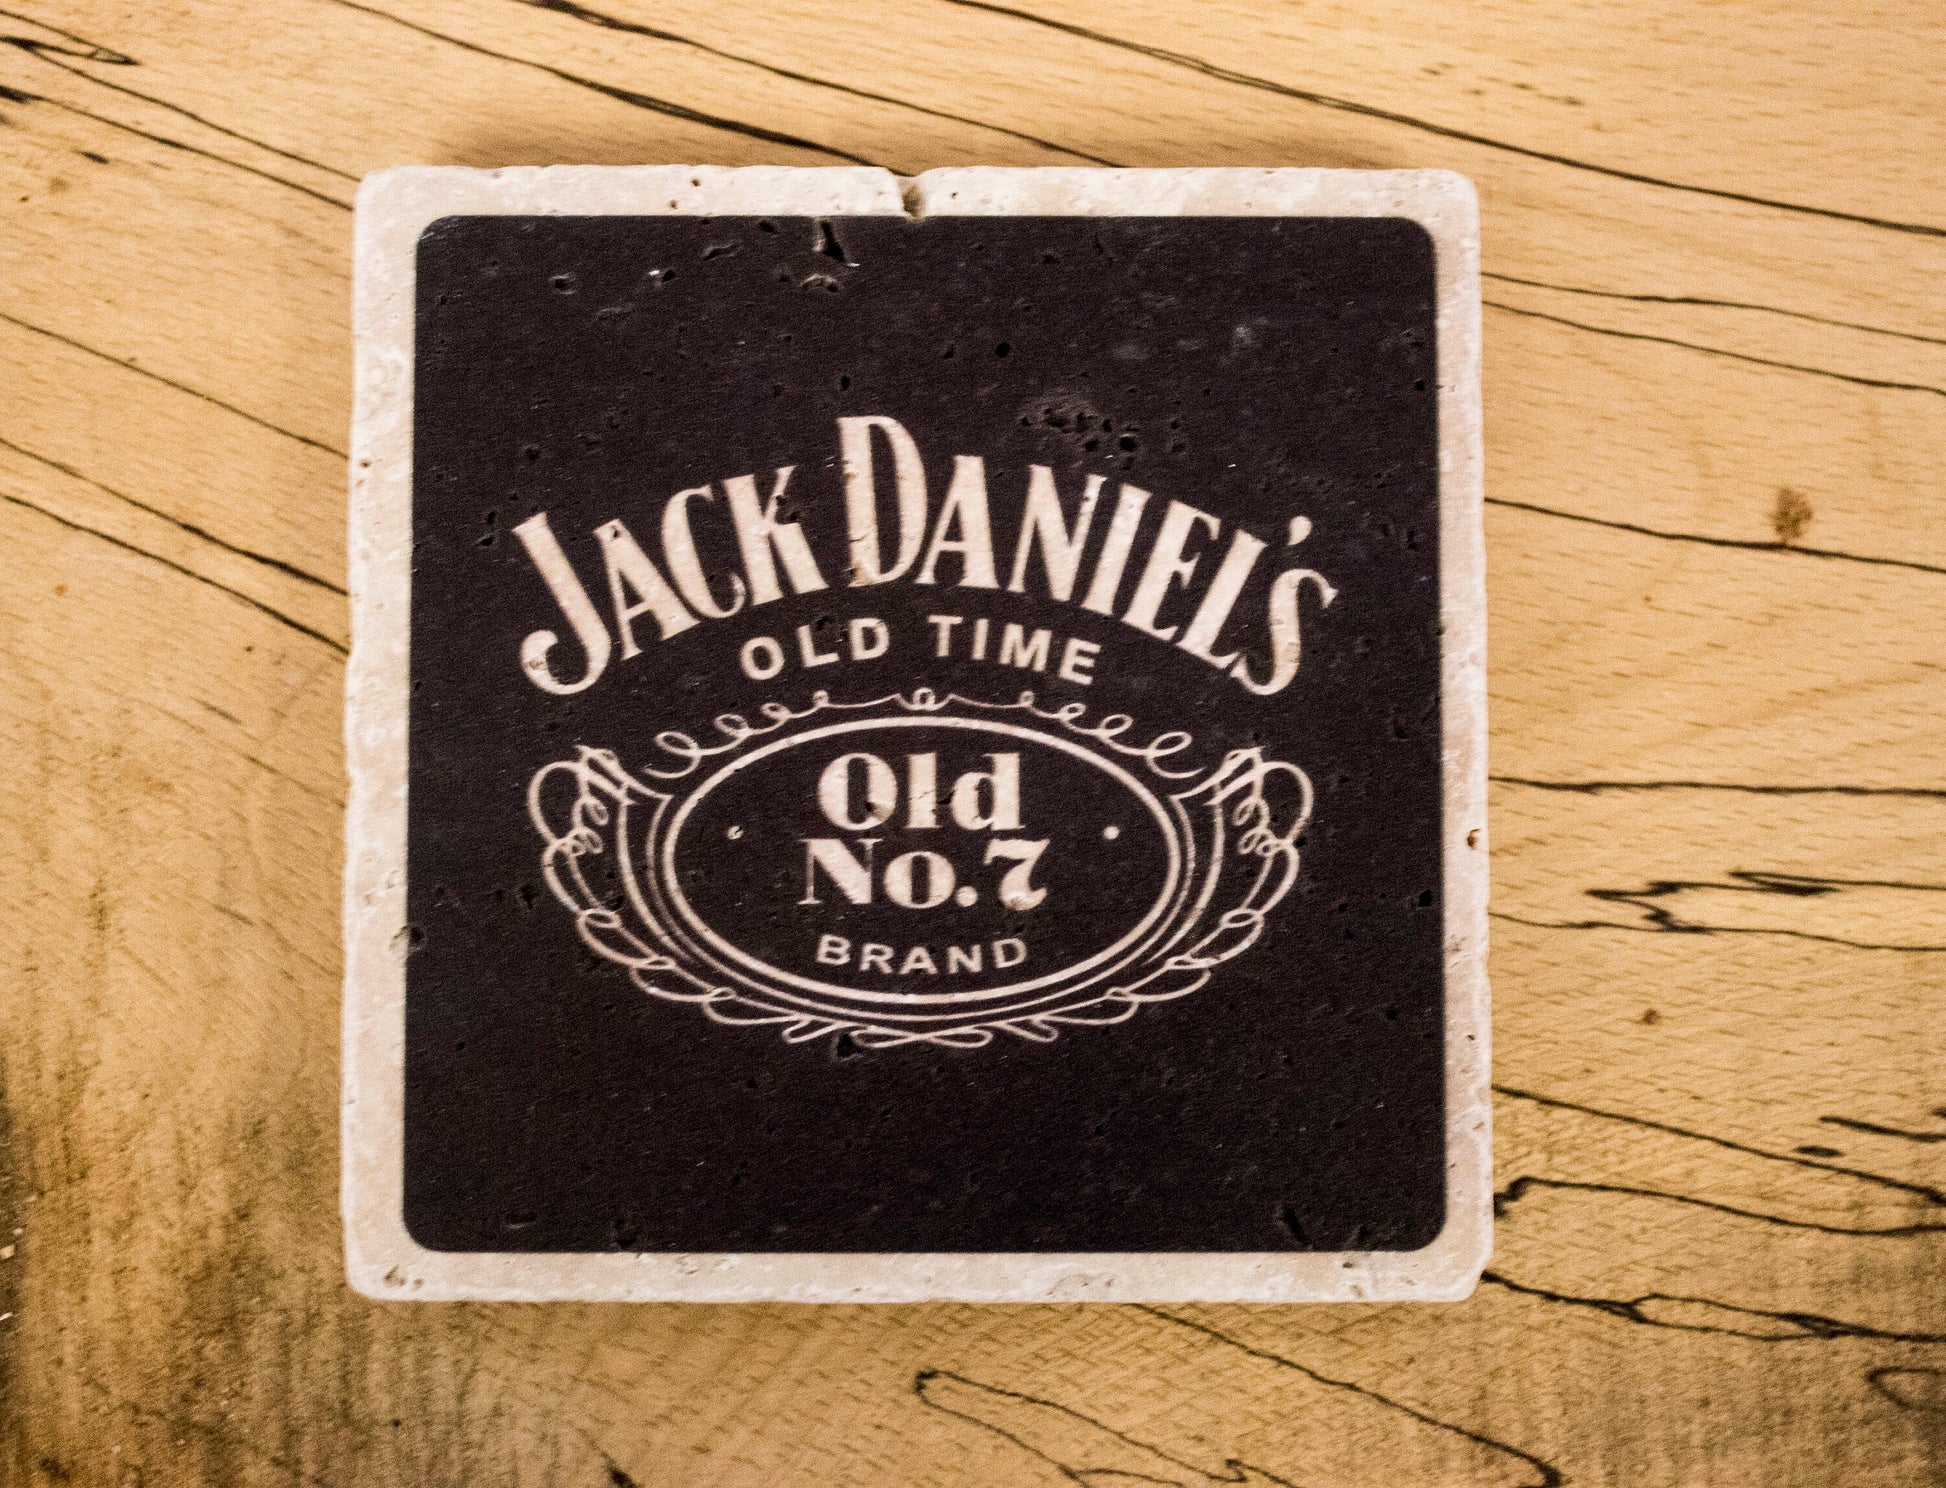 JACK DANIEL'S
OLD TIME
Old
No.7
BRAND